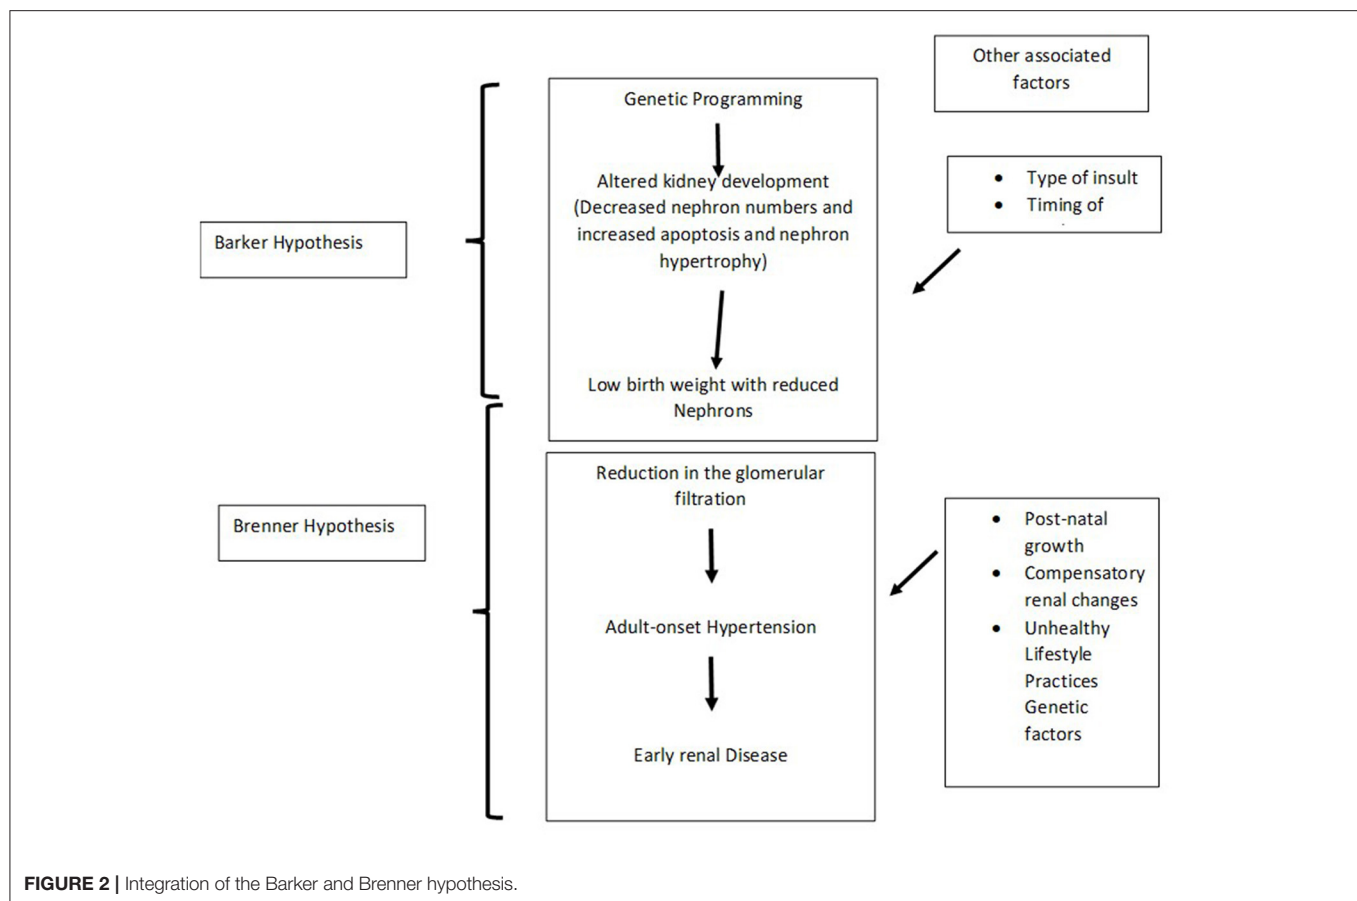 Other associated
factors
Genetic Programming
Altered kidney development
(Decreased nephron numbers and
increased apoptosis and nephron
hypertrophy)
Low birth weight with reduced
Nephrons
• Type of insult
• Timing of
Barker Hypothesis
Reduction in the glomerular
filtration
Adult-onset Hypertension
Early renal Disease
Brenner Hypothesis
• Post-natal
growth
• Compensatory
renal changes
• Unhealthy
Lifestyle
Practices
Genetic
factors
FIGURE 2 | Integration of the Barker and Brenner hypothesis.